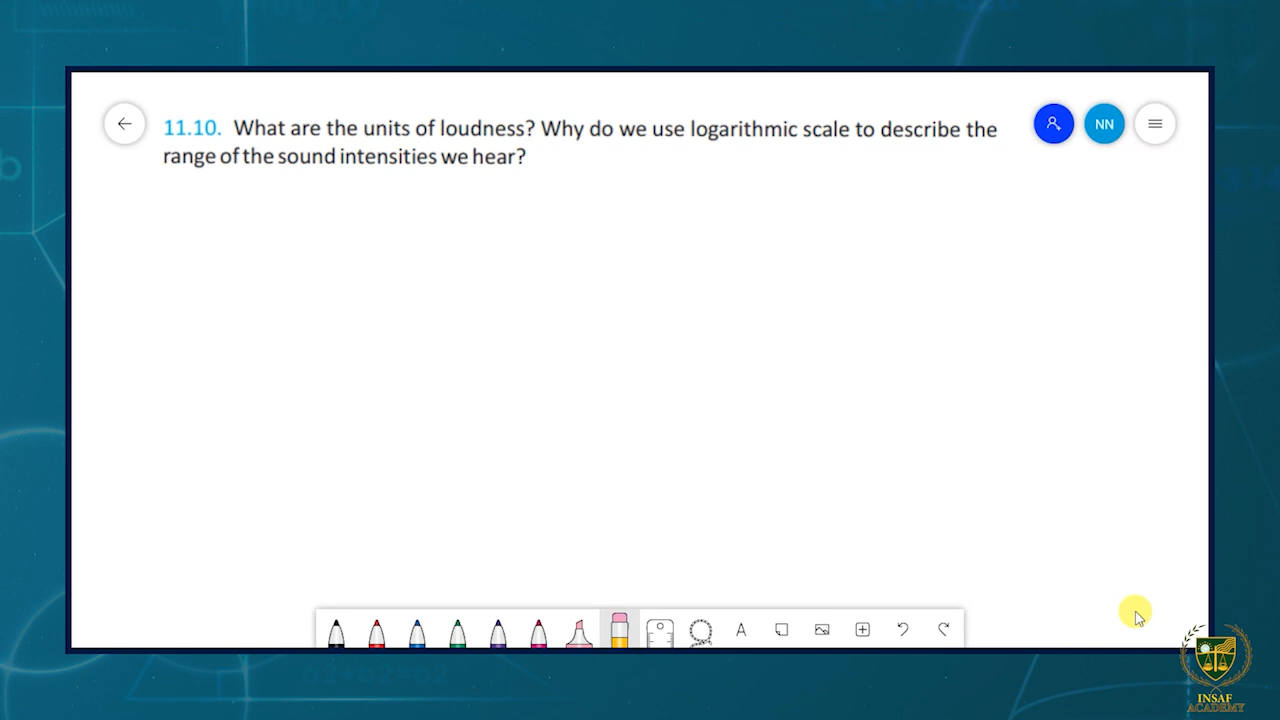 11.10. What are the units of loudness? Why do we use logarithmic scale to describe the
range of the sound intensities we hear?
NN
A
INSAF
ACADEMY